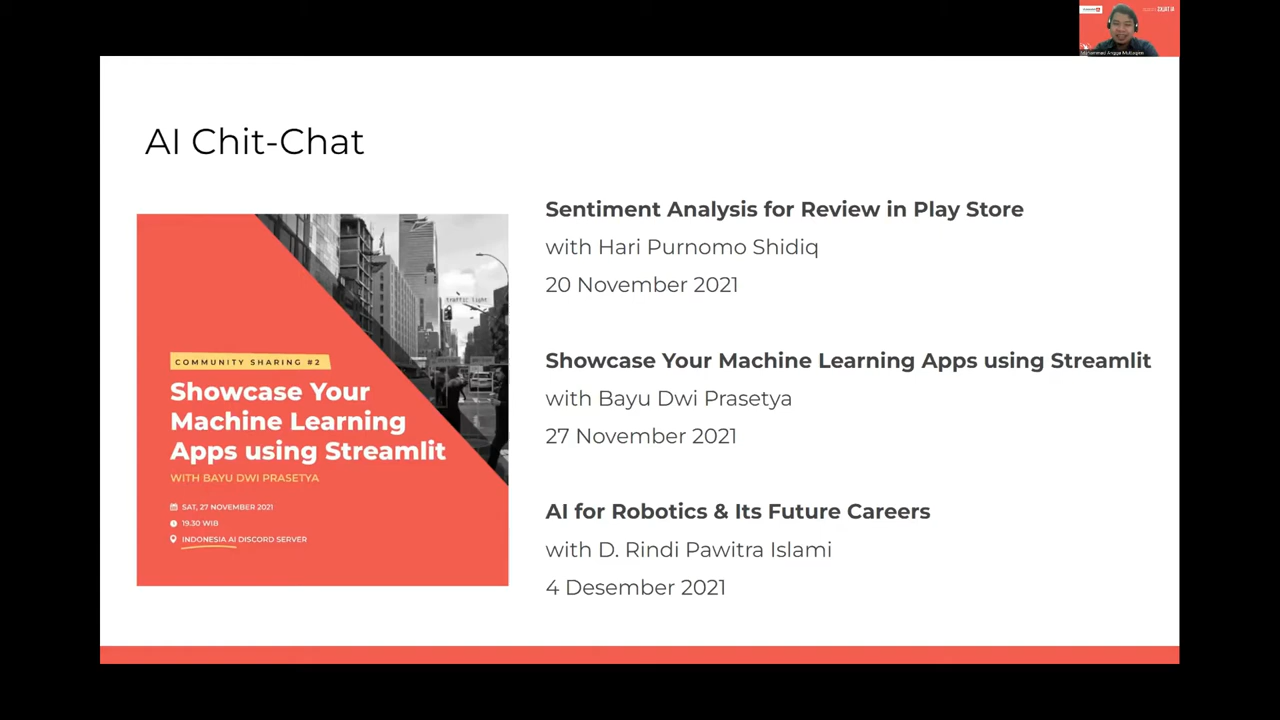 AI Chit-Chat
COMMUNITY SHARING #2
Showcase Your
Machine Learning
Apps using Streamlit
WITH BAYU DWI PRASETYA
SAT, 27 NOVEMBER 2021
19.30 WIB
INDONESIA AI DISCORD SERVER
traffic light
Sentiment Analysis for Review in Play Store
with Hari Purnomo Shidiq
20 November 2021
Showcase Your Machine Learning Apps using Streamlit
with Bayu Dwi Prasetya
27 November 2021
AI for Robotics & Its Future Careers
with D. Rindi Pawitra Islami
4 Desember 2021